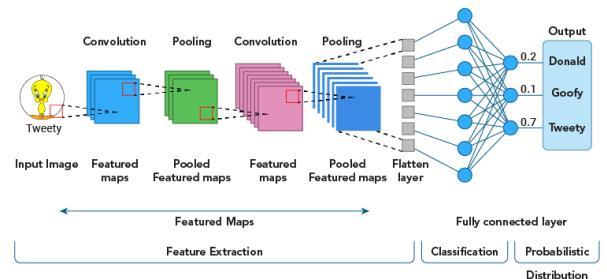 Output
Convolution Pooling Convolution Pooling
0.2 Donald
0.1 Goofy
0.7 Tweety
Tweety
Input Image Featured maps Pooled Featured maps Featured maps Pooled Featured maps Flatten layer
Featured Maps Fully connected layer
Feature Extraction Classification Probabilistic Distribution